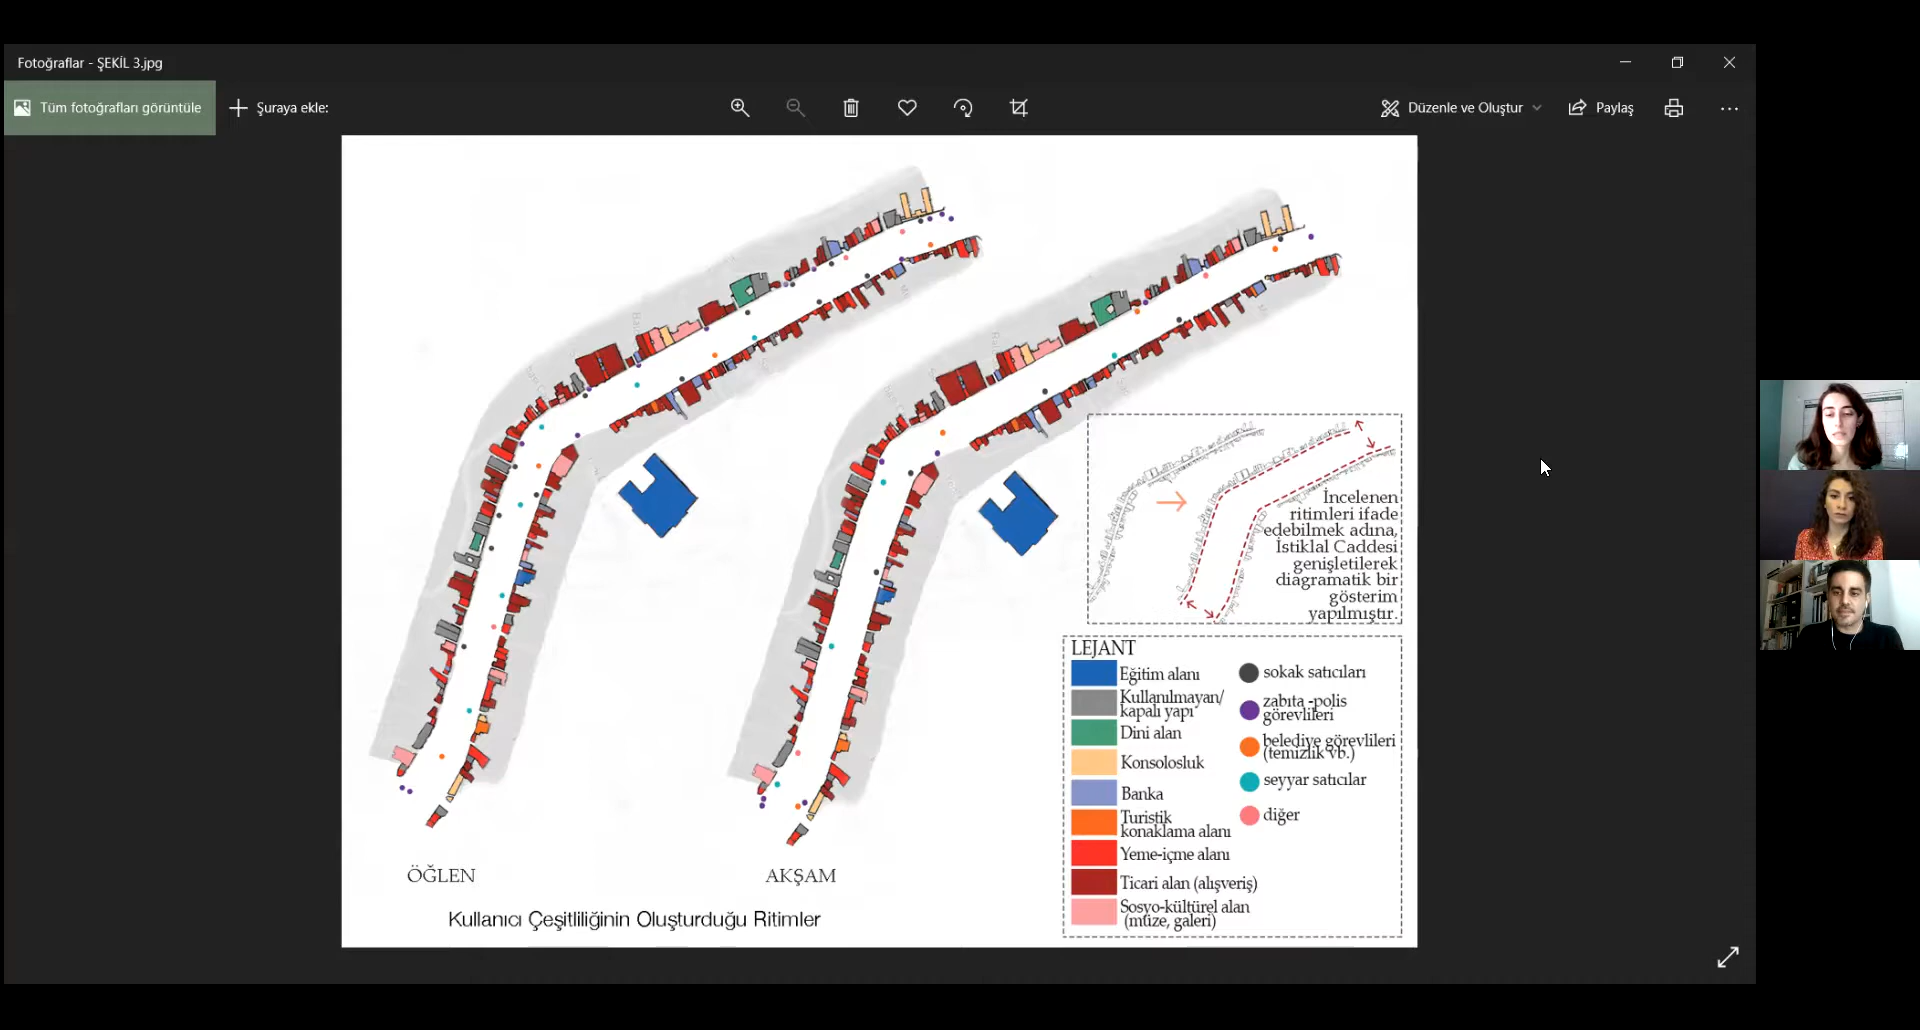 Fotoğraflar - ŞEKİL 3.jpg
Tüm fotoğrafları görüntüle
Şuraya ekle:
Düzenle ve Oluştur
Paylaş
İncelenen
ritimleri ifade
edebilmek adına,
İstiklal Caddesi
genişletilerek
diagramatik bir
gösterim
yapılmıştır.
LEJANT
Eğitim alanı
Kullanılmayan/
kapalı yapı
Dini alan
Konsolosluk
Banka
Turistik
konaklama alanı
Yeme-içme alanı
Ticari alan (alışveriş)
Sosyo-kültürel alan
(müze, galeri)
sokak satıcıları
zabıta -polis
görevlileri
belediye görevlileri
(temizlik vb.)
seyyar satıcılar
diğer
ÖĞLEN
AKŞAM
Kullanıcı Çeşitliliğinin Oluşturduğu Ritimler